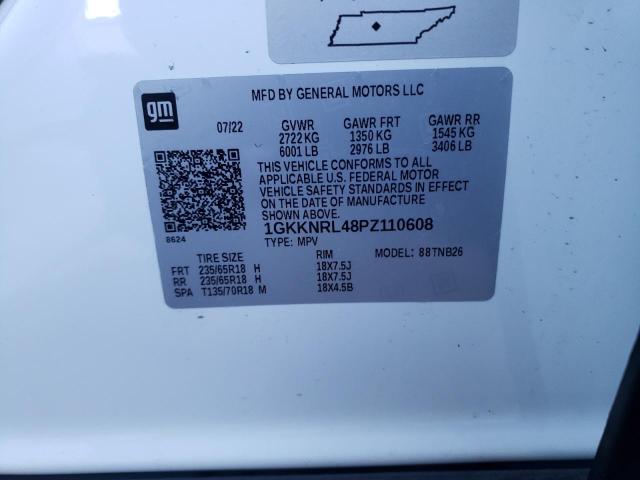 gm
MFD BY GENERAL MOTORS LLC
07/22 GVWR GAWR FRT GAWR RR
2722 KG 1350 KG 1545 KG
6001 LB 2976 LB 3406 LB
THIS VEHICLE CONFORMS TO ALL
APPLICABLE U.S. FEDERAL MOTOR
VEHICLE SAFETY STANDARDS IN EFFECT
ON THE DATE OF MANUFACTURE
SHOWN ABOVE.
1GKKNRL48PZ110608
8624
TYPE: MPV
TIRE SIZE RIM MODEL: 88TNB26
FRT 235/65R18 H 18X7.5J
RR 235/65R18 H 18X7.5J
SPA T135/70R18 M 18X4.5B